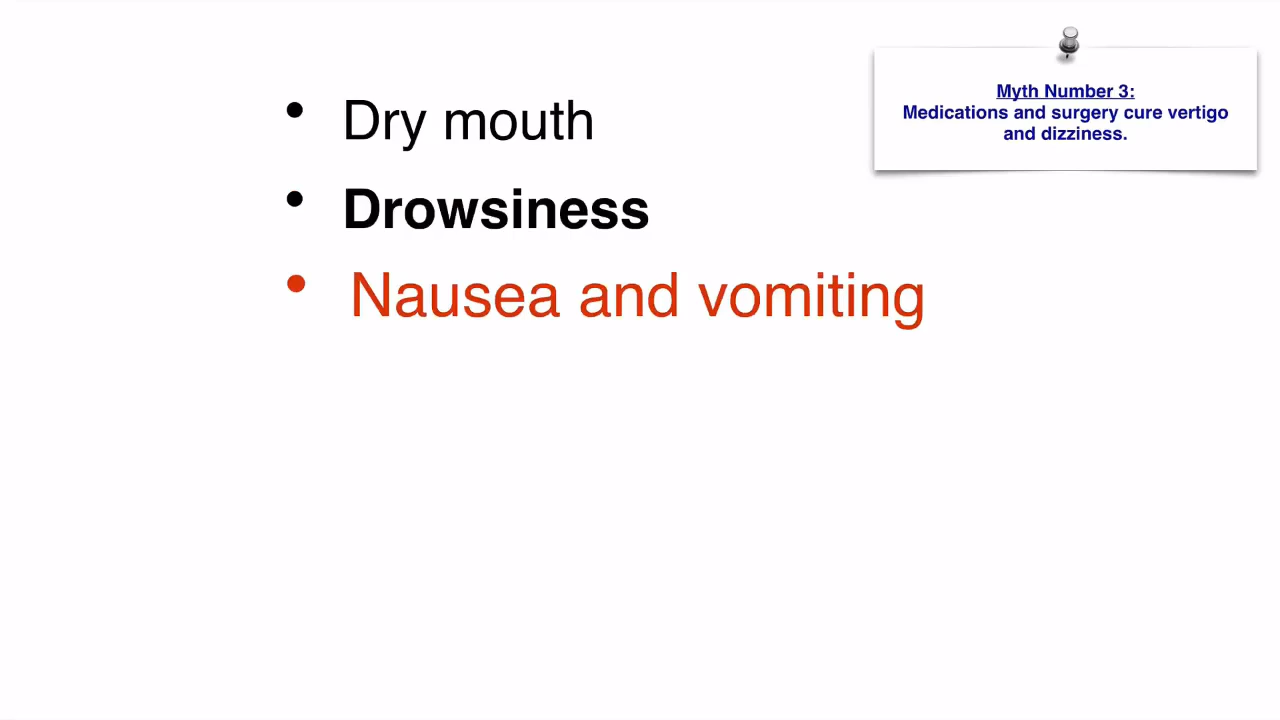 Myth Number 3:
Medications and surgery cure vertigo
and dizziness.
• Dry mouth
• Drowsiness
• Nausea and vomiting